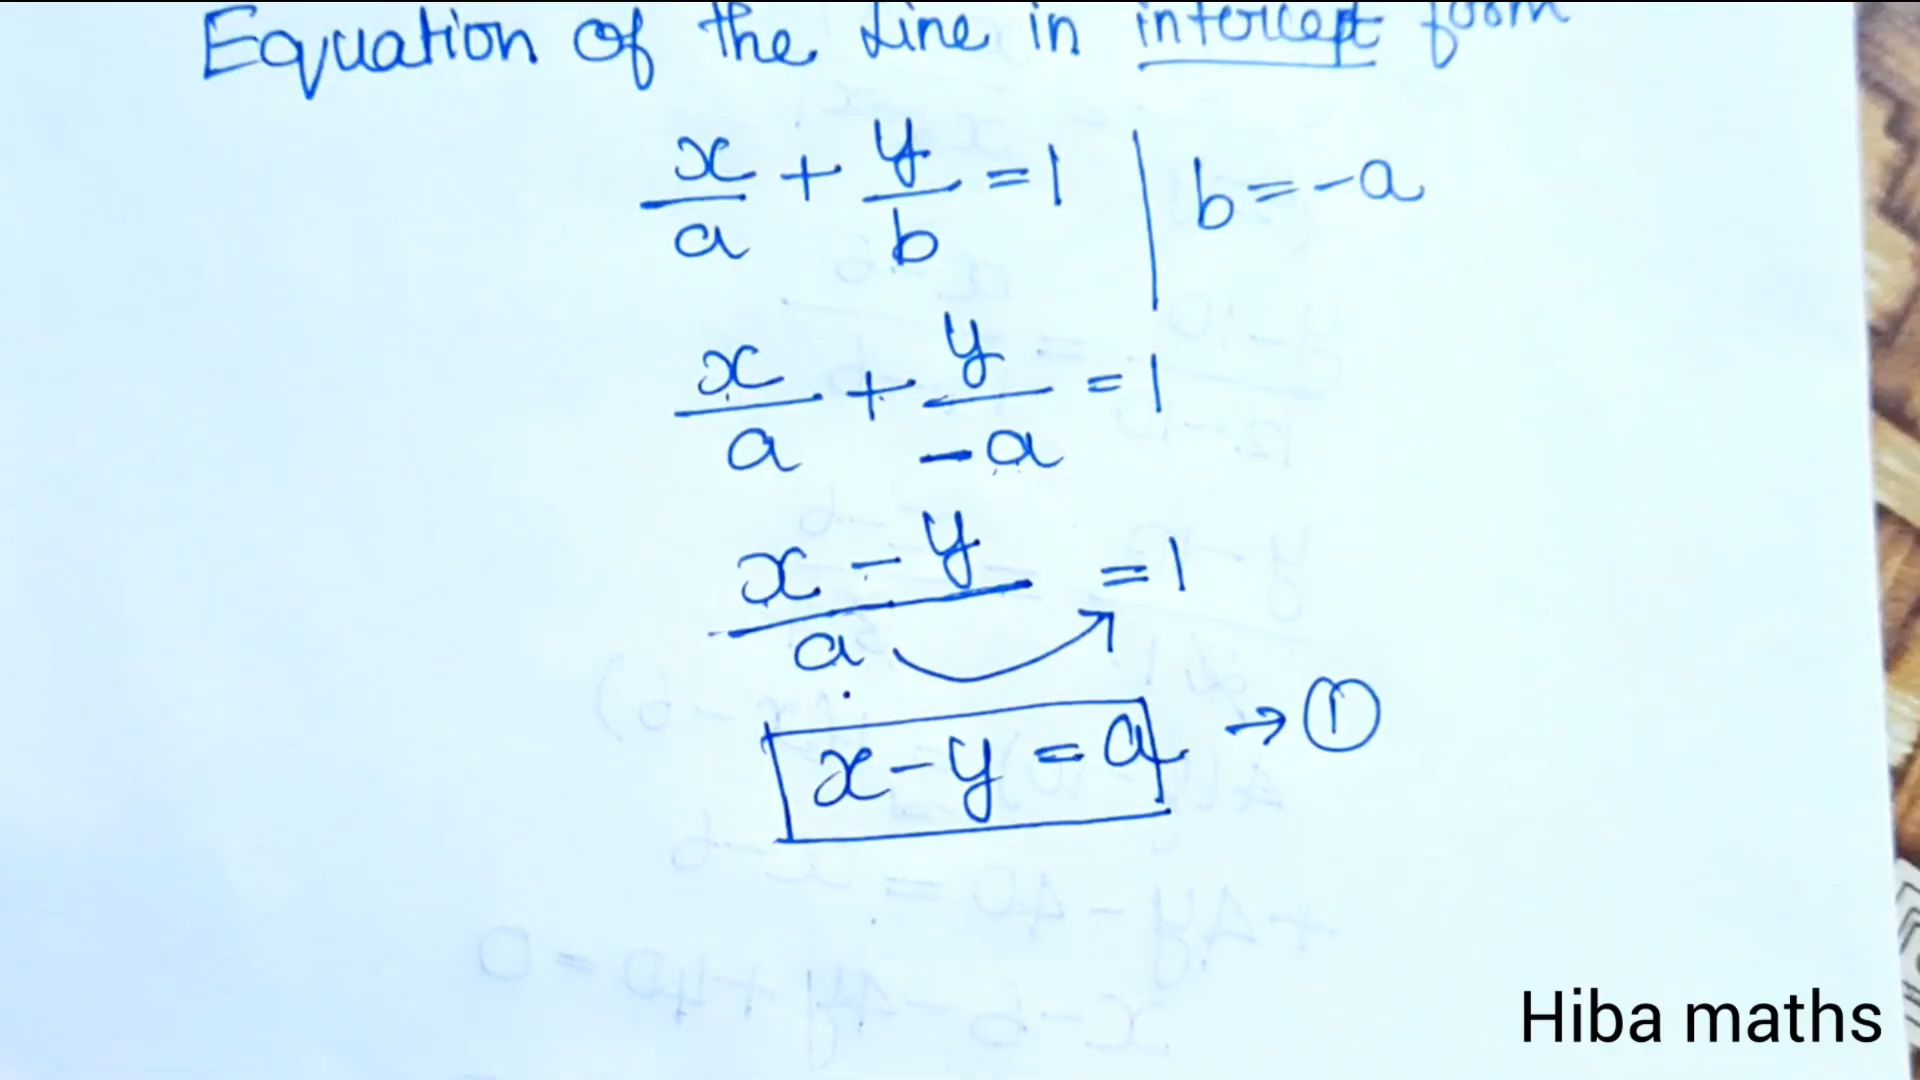 Equation of the Line in intercept form
x/a + y/b = 1 | b = -a
x/a + y/-a = 1
x - y/a = 1
x - y = a → ①
Hiba maths